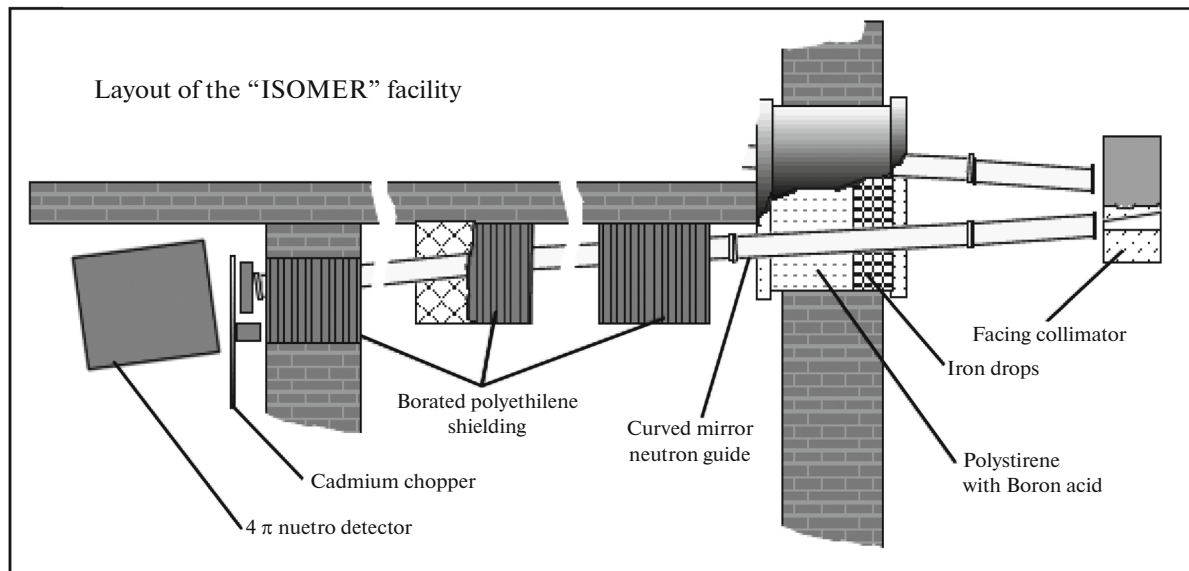 Layout of the “ISOMER” facility
Facing collimator
Iron drops
Borated polyethilene
shielding
Curved mirror
neutron guide
Polystirene
with Boron acid
Cadmium chopper
4 π nuetro detector